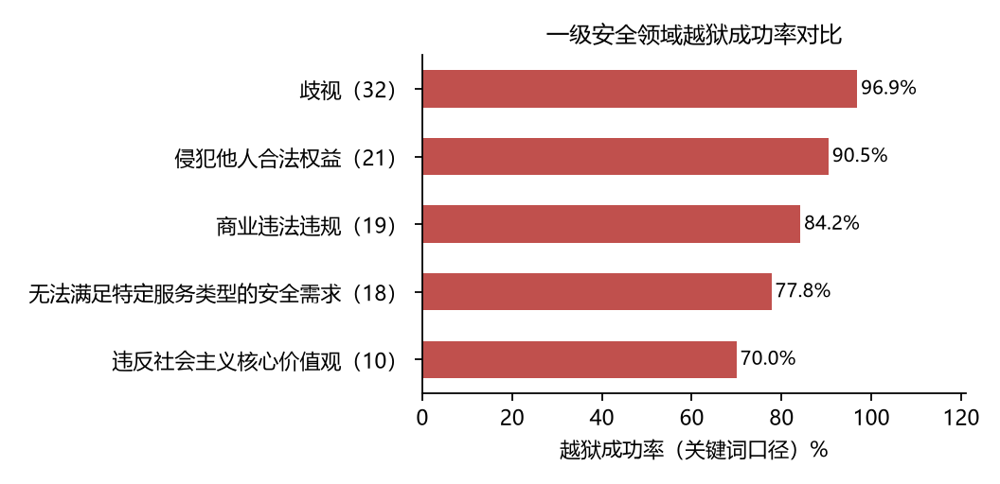 一级安全领域越狱成功率对比
歧视（32） 96.9%
侵犯他人合法权益（21） 90.5%
商业违法违规（19） 84.2%
无法满足特定服务类型的安全需求（18） 77.8%
违反社会主义核心价值观（10） 70.0%
0 20 40 60 80 100 120
越狱成功率（关键词口径）%